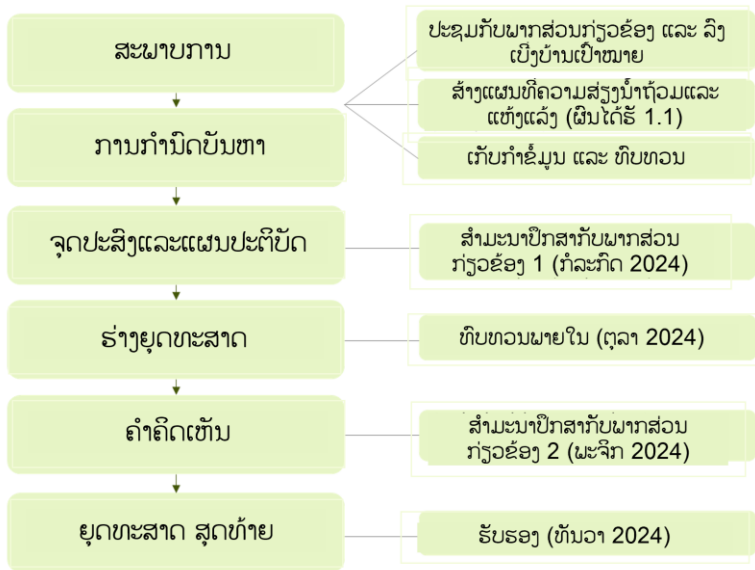 ສະພາບການ
ປະຊຸມກັບພາກສ່ວນກ່ຽວຂ້ອງ ແລະ ລົງ
ເບີ່ງບ້ານເປົ້າໝາຍ
ສ້າງແຜນທີ່ຄວາມສ່ຽງນ້ຳຖ້ວມແລະ
ແຫ້ງແລ້ງ (ຜົນໄດ້ຮັ 1.1)
ການກຳນົດບັນຫາ
ເກັບກຳຂໍ້ມູນ ແລະ ທົບທວນ
ຈຸດປະສົງແລະແຜນປະຕິບັດ
ສຳມະນາປຶກສາກັບພາກສ່ວນ
ກ່ຽວຂ້ອງ 1 (ກໍລະກົດ 2024)
ຮ່າງຍຸດທະສາດ
ທົບທວນພາຍໃນ (ຕຸລາ 2024)
ຄຳຄິດເຫັນ
ສຳມະນາປຶກສາກັບພາກສ່ວນ
ກ່ຽວຂ້ອງ 2 (ພະຈິກ 2024)
ຍຸດທະສາດ ສຸດທ້າຍ
ຮັບຮອງ (ທັນວາ 2024)